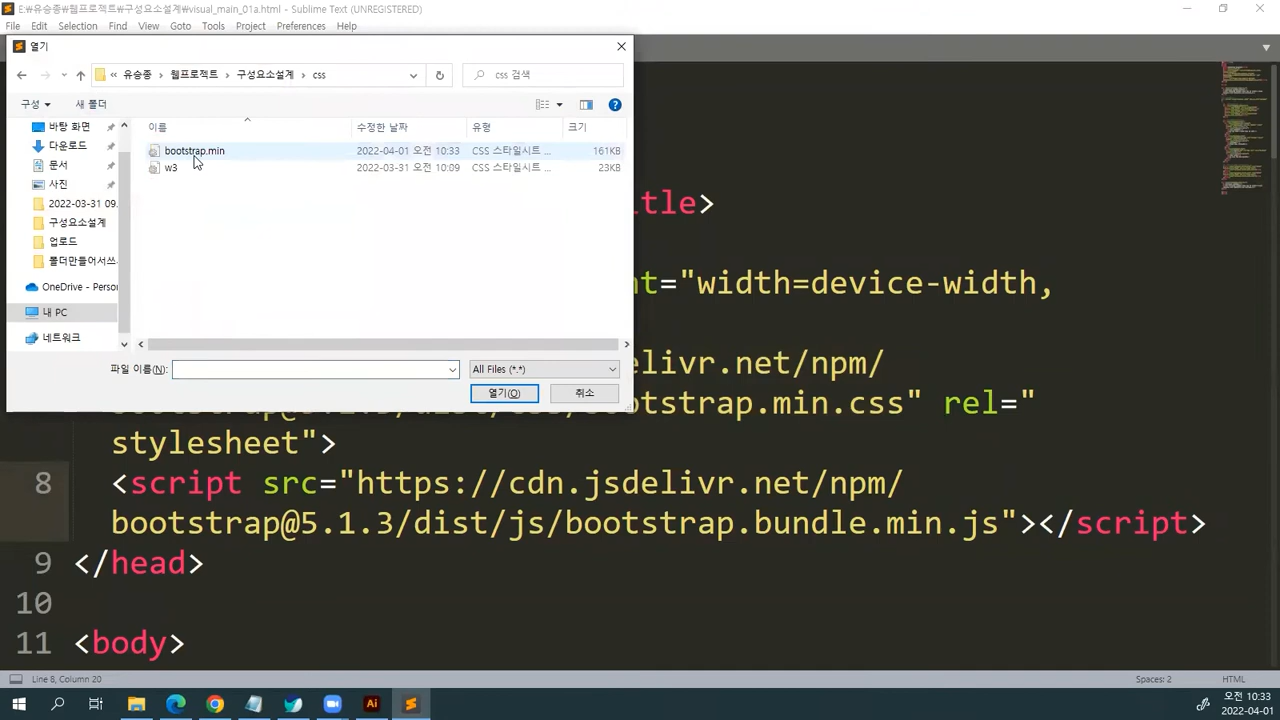 E:₩유승종₩웹프로젝트₩구성요소설계₩visual_main_01a.html - Sublime Text (UNREGISTERED)
File Edit Selection Find View Goto Tools Project Preferences Help
열기
« 유승종 › 웹프로젝트 › 구성요소설계 › css
css 검색
구성 새 폴더
이름 수정한 날짜 유형 크기
bootstrap.min 2022-04-01 오전 10:33 CSS 스타일시트 ... 161KB
w3 2022-03-31 오전 10:09 CSS 스타일시트 ... 23KB
바탕 화면
다운로드
문서
사진
2022-03-31 09.
구성요소설계
업로드
폴더만들어서쓰
OneDrive - Perso
내 PC
네트워크
파일 이름(N):
All Files (*.*)
열기(O) 취소
itle>
nt="width=device-width,
delivr.net/npm/
bootstrap@5.1.3/dist/css/bootstrap.min.css" rel="
stylesheet">
8 <script src="https://cdn.jsdelivr.net/npm/
bootstrap@5.1.3/dist/js/bootstrap.bundle.min.js"></script>
9 </head>
10
11 <body>
Line 8, Column 20
Spaces: 2 HTML
Ai
오전 10:33
2022-04-01